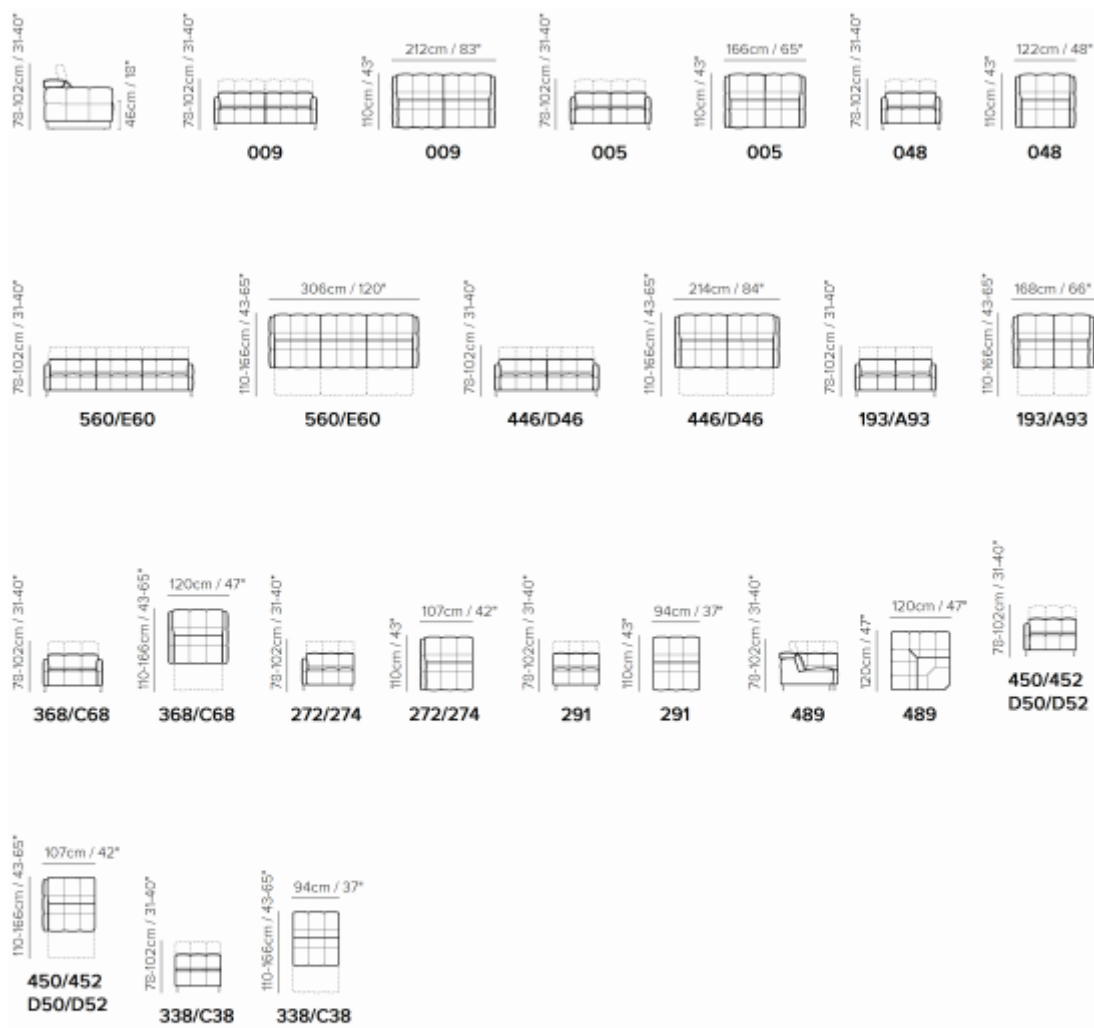 78-102cm / 31-40"
46cm / 18"
78-102cm / 31-40"
009
212cm / 83"
110cm / 43"
009
78-102cm / 31-40"
005
166cm / 65"
110cm / 43"
005
78-102cm / 31-40"
048
122cm / 48"
110cm / 43"
048
78-102cm / 31-40"
560/E60
306cm / 120"
110-166cm / 43-65"
560/E60
78-102cm / 31-40"
446/D46
214cm / 84"
110-166cm / 43-65"
446/D46
78-102cm / 31-40"
193/A93
168cm / 66"
110-166cm / 43-65"
193/A93
78-102cm / 31-40"
368/C68
120cm / 47"
110-166cm / 43-65"
368/C68
78-102cm / 31-40"
272/274
107cm / 42"
110cm / 43"
272/274
78-102cm / 31-40"
291
94cm / 37"
110cm / 43"
291
78-102cm / 31-40"
489
120cm / 47"
120cm / 47"
489
78-102cm / 31-40"
450/452
D50/D52
107cm / 42"
110-166cm / 43-65"
450/452
D50/D52
78-102cm / 31-40"
338/C38
94cm / 37"
110-166cm / 43-65"
338/C38